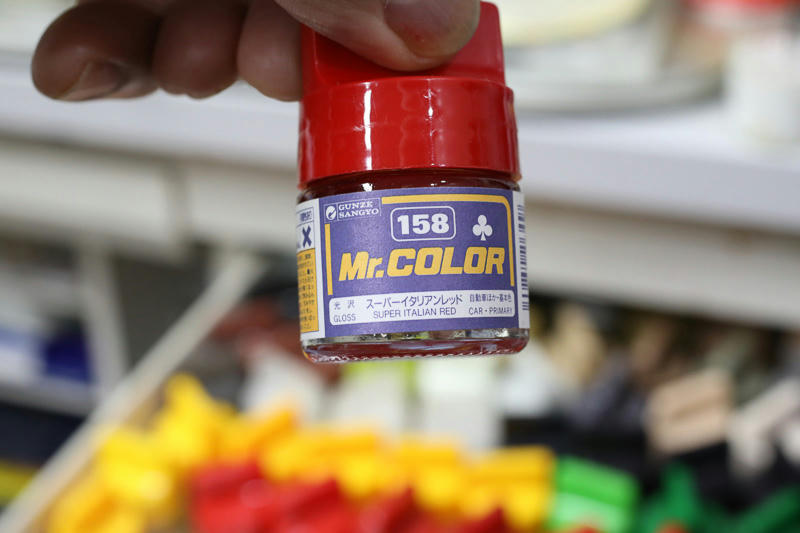 GUNZE
SANGYO
158
Mr.COLOR
光沢 スーパーイタリアンレッド 自動車ほか・基本色
GLOSS SUPER ITALIAN RED CAR・PRIMARY